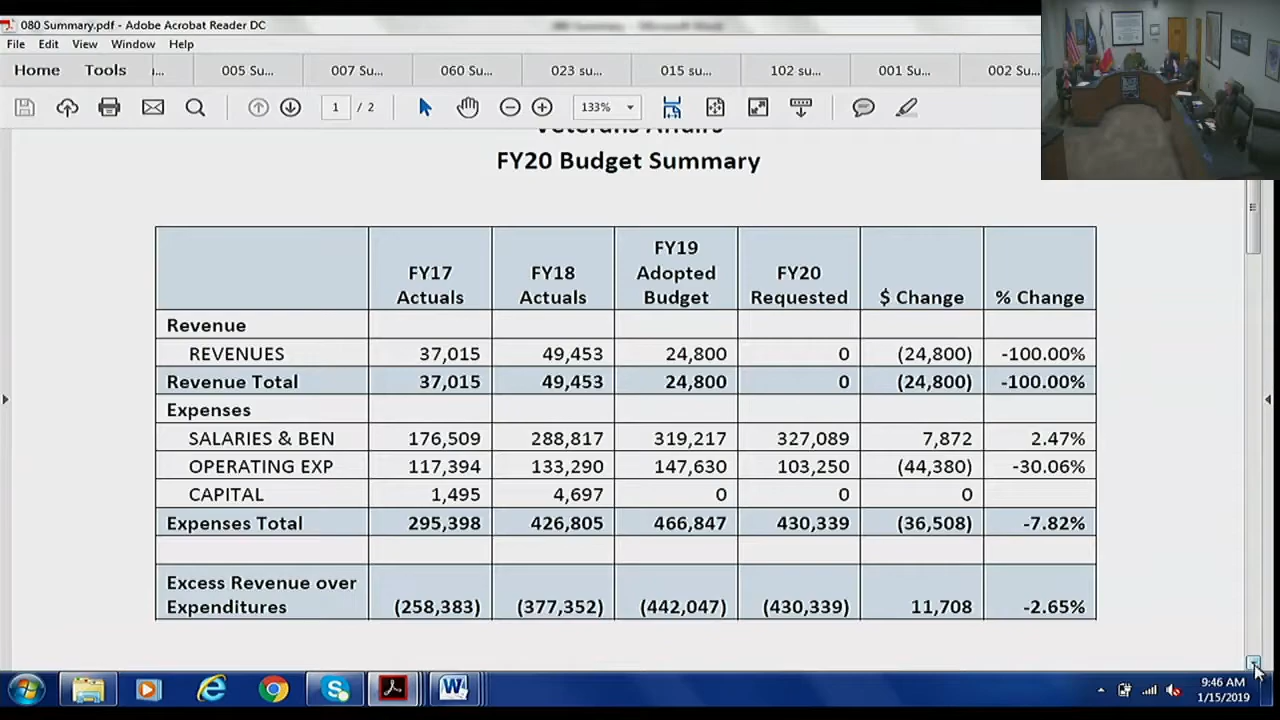 080 Summary.pdf - Adobe Acrobat Reader DC
File Edit View Window Help
Home Tools ı... 005 Su... 007 Su... 060 Su... 023 su... 015 su... 102 su... 001 Su... 002 Su...
1 / 2 133%
Veterans Affairs
FY20 Budget Summary
FY17 Actuals FY18 Actuals FY19 Adopted Budget FY20 Requested $ Change % Change
Revenue
REVENUES 37,015 49,453 24,800 0 (24,800) -100.00%
Revenue Total 37,015 49,453 24,800 0 (24,800) -100.00%
Expenses
SALARIES & BEN 176,509 288,817 319,217 327,089 7,872 2.47%
OPERATING EXP 117,394 133,290 147,630 103,250 (44,380) -30.06%
CAPITAL 1,495 4,697 0 0 0
Expenses Total 295,398 426,805 466,847 430,339 (36,508) -7.82%
Excess Revenue over
Expenditures (258,383) (377,352) (442,047) (430,339) 11,708 -2.65%
9:46 AM
1/15/2019